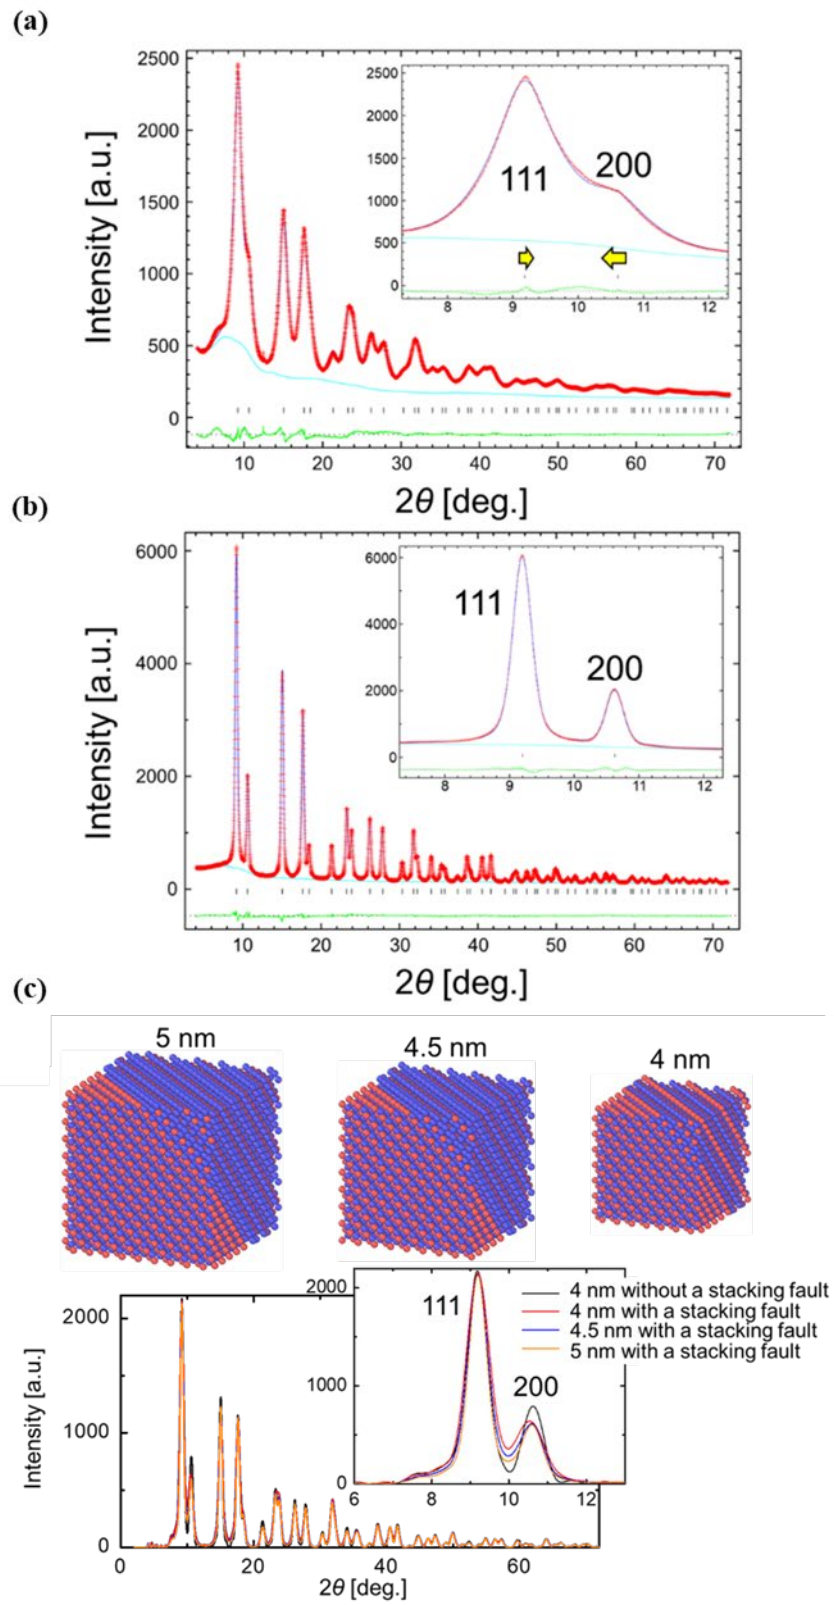 (a)
2500
2000
1500
1000
500
0
Intensity [a.u.]
10 20 30 40 50 60 70
2θ [deg.]
2500
2000
1500
1000
500
0
8 9 10 11 12
111
200
(b)
6000
4000
2000
0
Intensity [a.u.]
10 20 30 40 50 60 70
2θ [deg.]
6000
4000
2000
0
8 9 10 11 12
111
200
(c)
5 nm
4.5 nm
4 nm
2000
1000
0
Intensity [a.u.]
0 20 40 60
2θ [deg.]
2000
1000
0
6 8 10 12
111
200
4 nm without a stacking fault
4 nm with a stacking fault
4.5 nm with a stacking fault
5 nm with a stacking fault